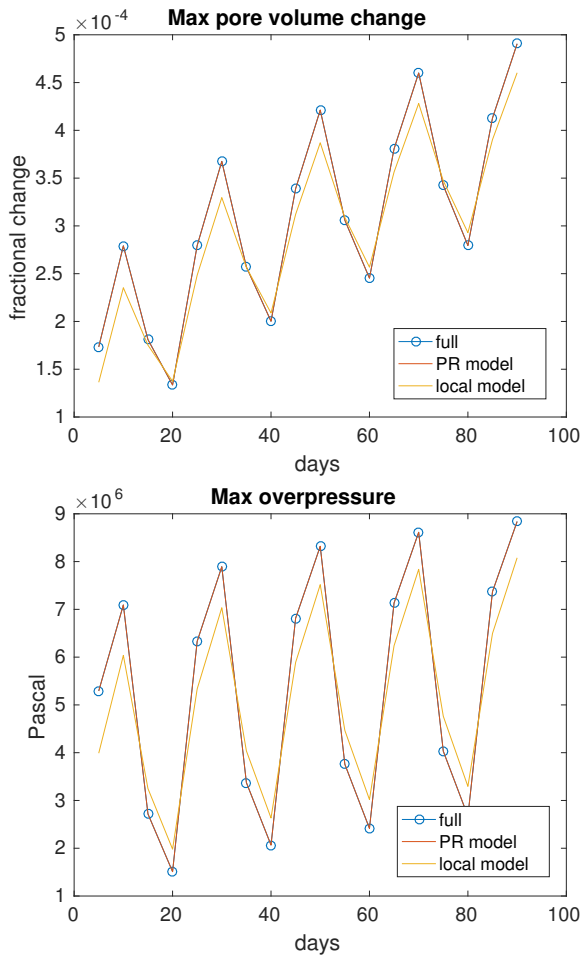 Max pore volume change
×10^-4
5
4.5
4
3.5
3
2.5
2
1.5
1
fractional change
0 20 40 60 80 100
days
full
PR model
local model
Max overpressure
×10^6
9
8
7
6
5
4
3
2
1
Pascal
0 20 40 60 80 100
days
full
PR model
local model